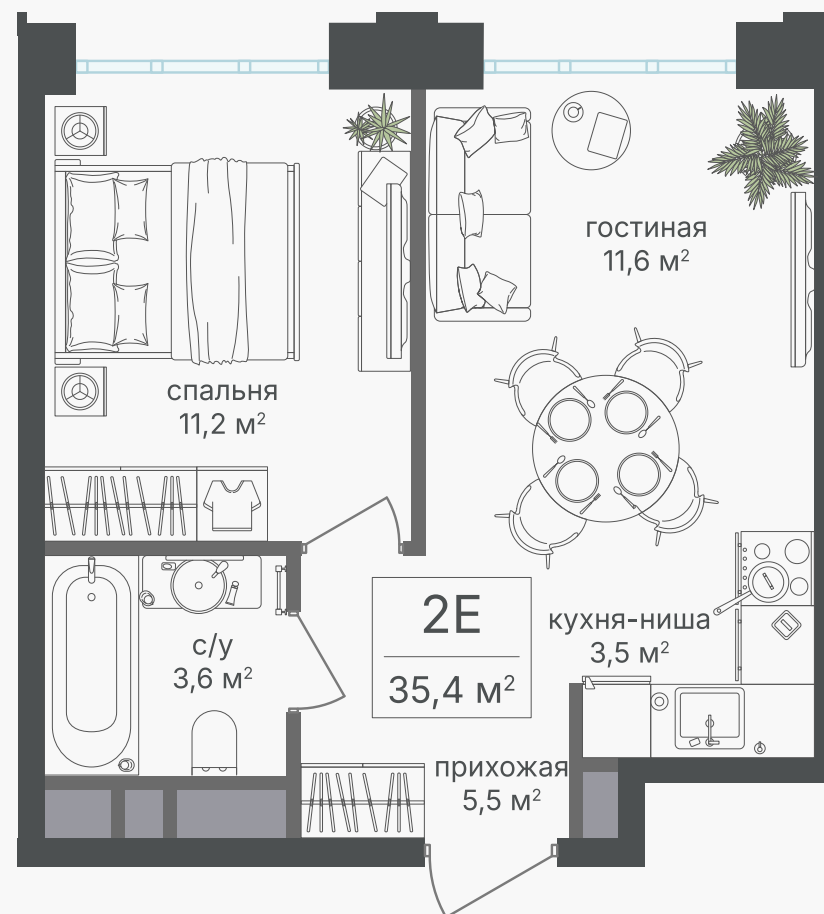 гостиная
11,6 м²
спальня
11,2 м²
2Е
35,4 м²
кухня-ниша
3,5 м²
с/у
3,6 м²
прихожая
5,5 м²